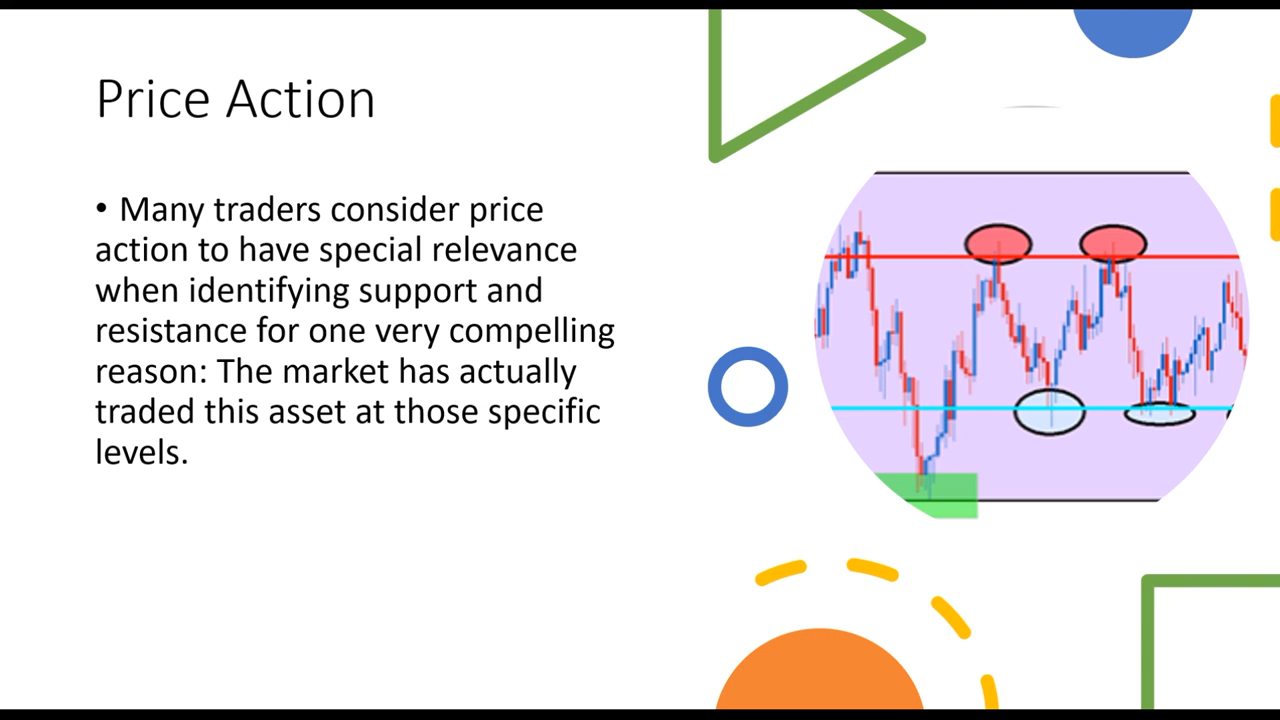 Price Action
• Many traders consider price
action to have special relevance
when identifying support and
resistance for one very compelling
reason: The market has actually
traded this asset at those specific
levels.